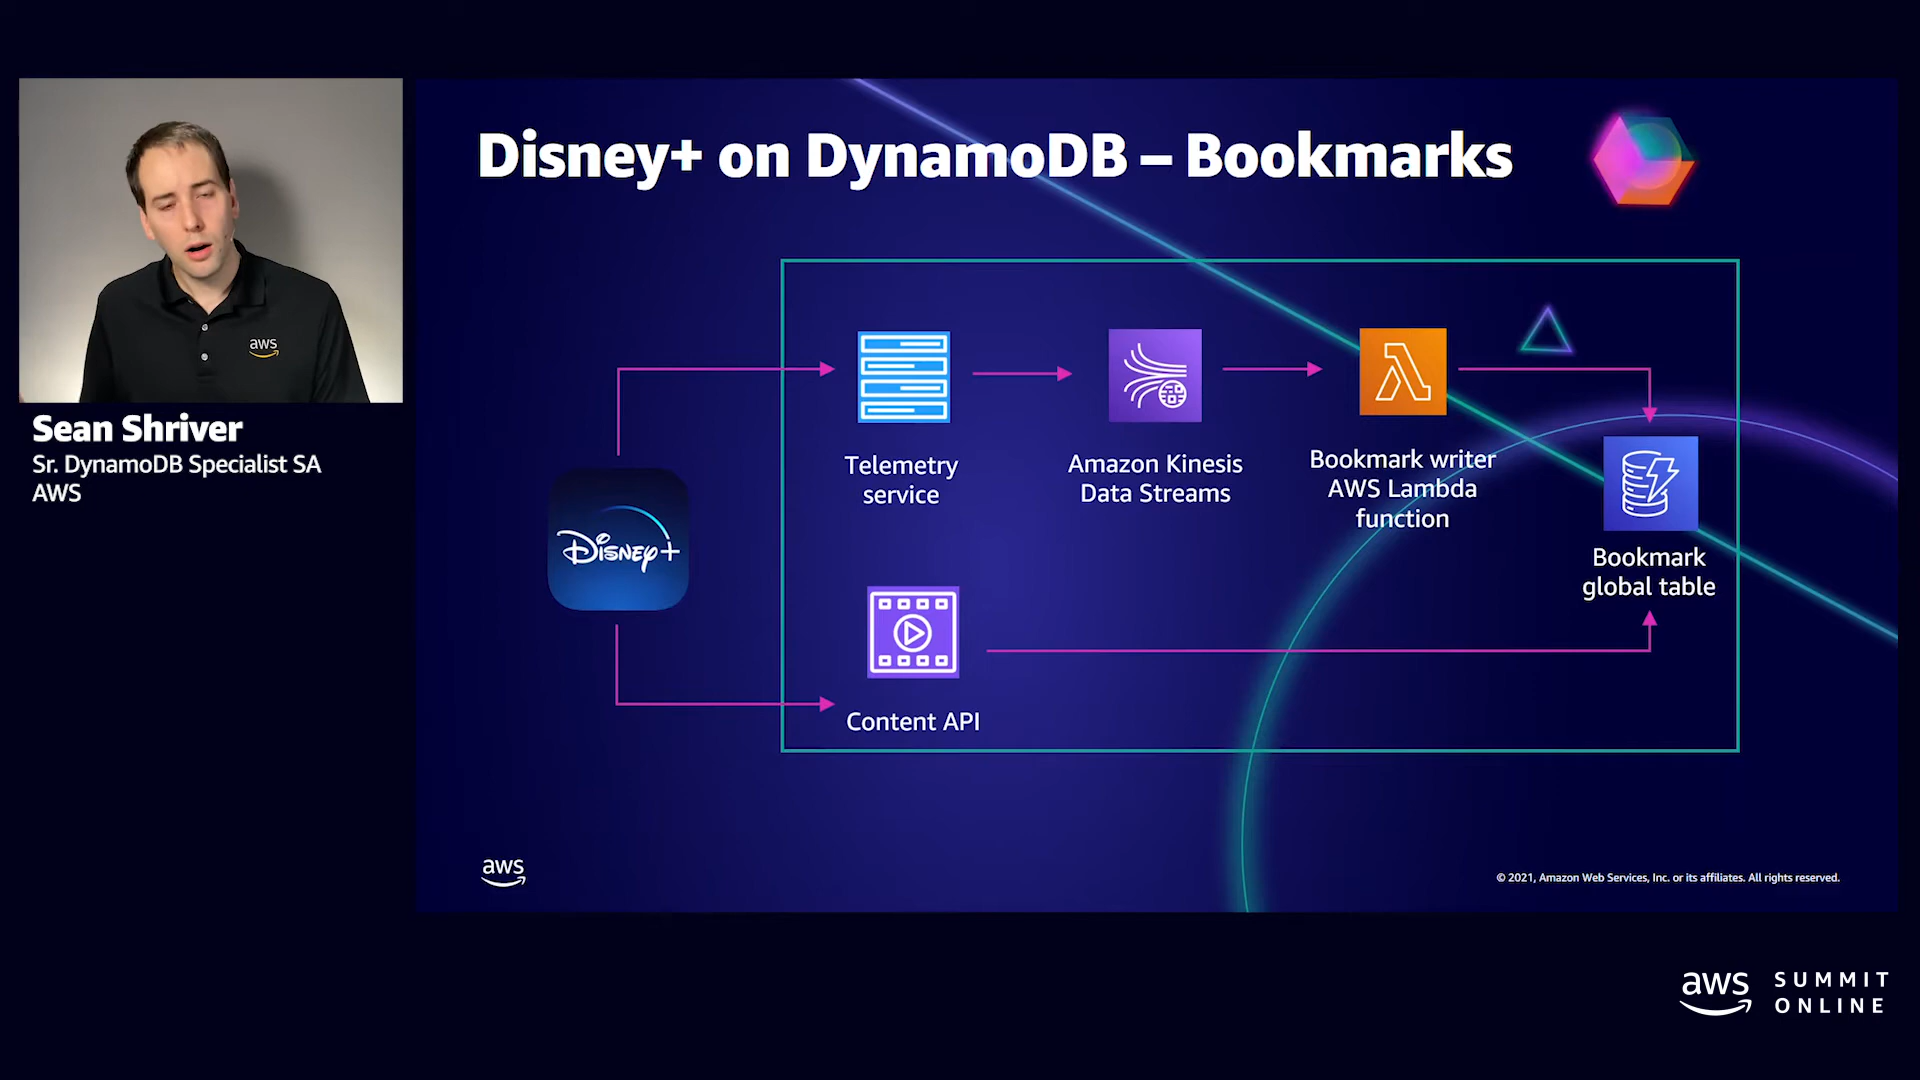 Disney+ on DynamoDB – Bookmarks
aws
Sean Shriver
Sr. DynamoDB Specialist SA
AWS
Disney+
Telemetry
service
Amazon Kinesis
Data Streams
Bookmark writer
AWS Lambda
function
Bookmark
global table
Content API
aws
© 2021, Amazon Web Services, Inc. or its affiliates. All rights reserved.
aws
SUMMIT
ONLINE